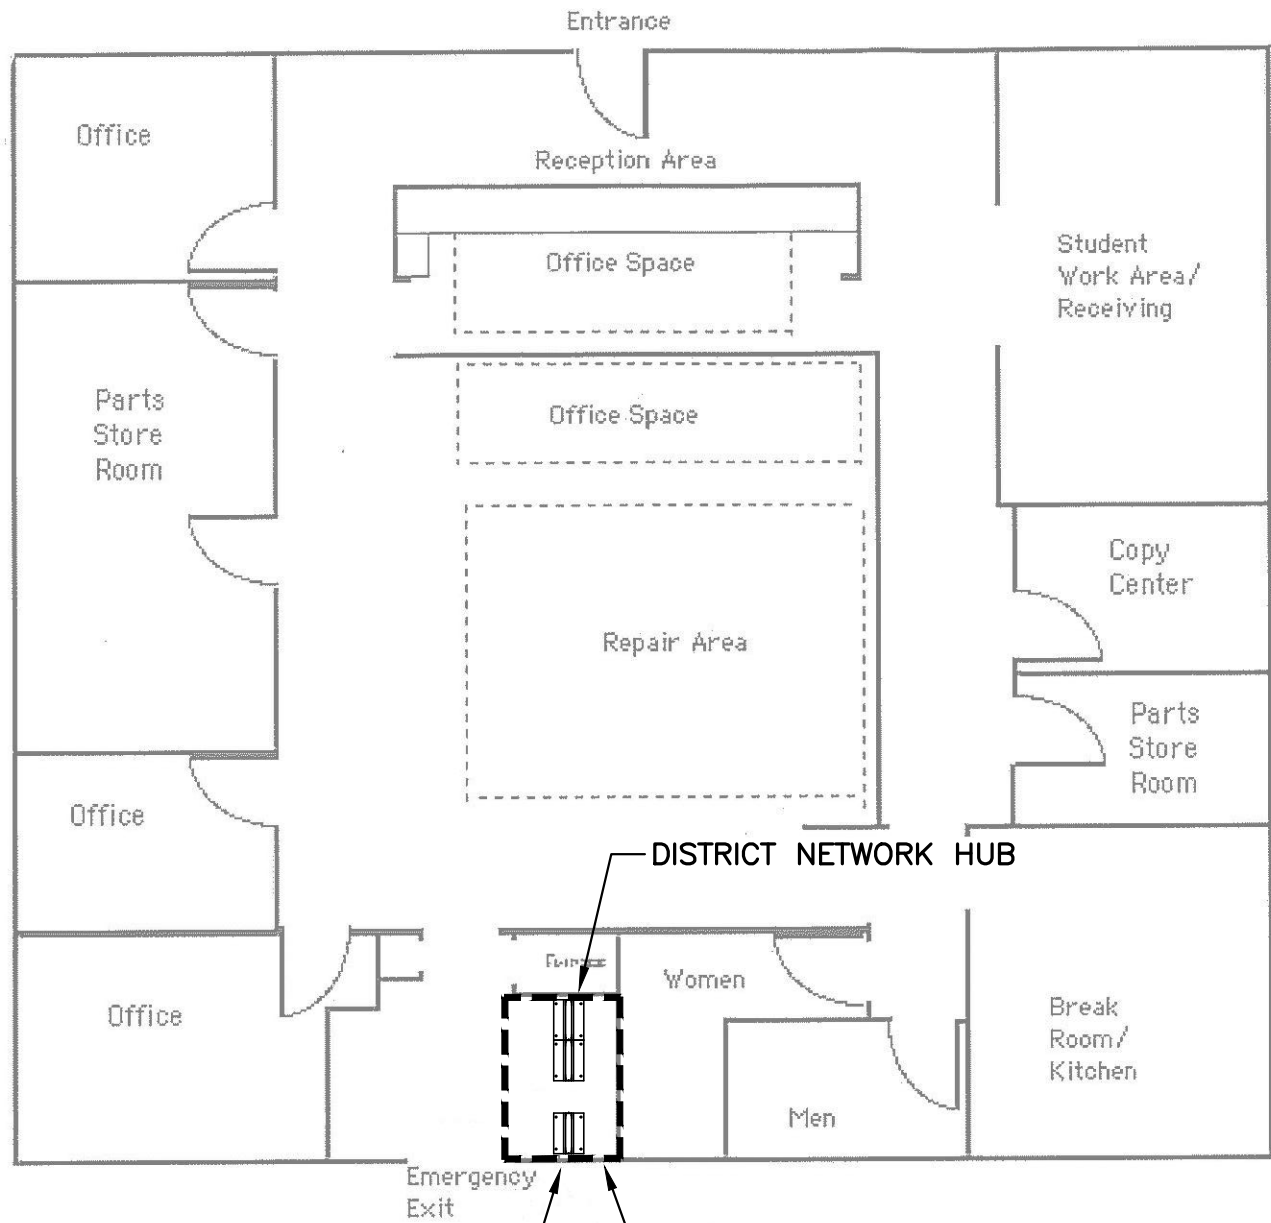 Entrance
Office
Reception Area
Office Space
Student
Work Area/
Receiving
Parts
Store
Room
Office Space
Copy
Center
Repair Area
Parts
Store
Room
Office
DISTRICT NETWORK HUB
Women
Office
Break
Room/
Kitchen
Men
Emergency
Exit